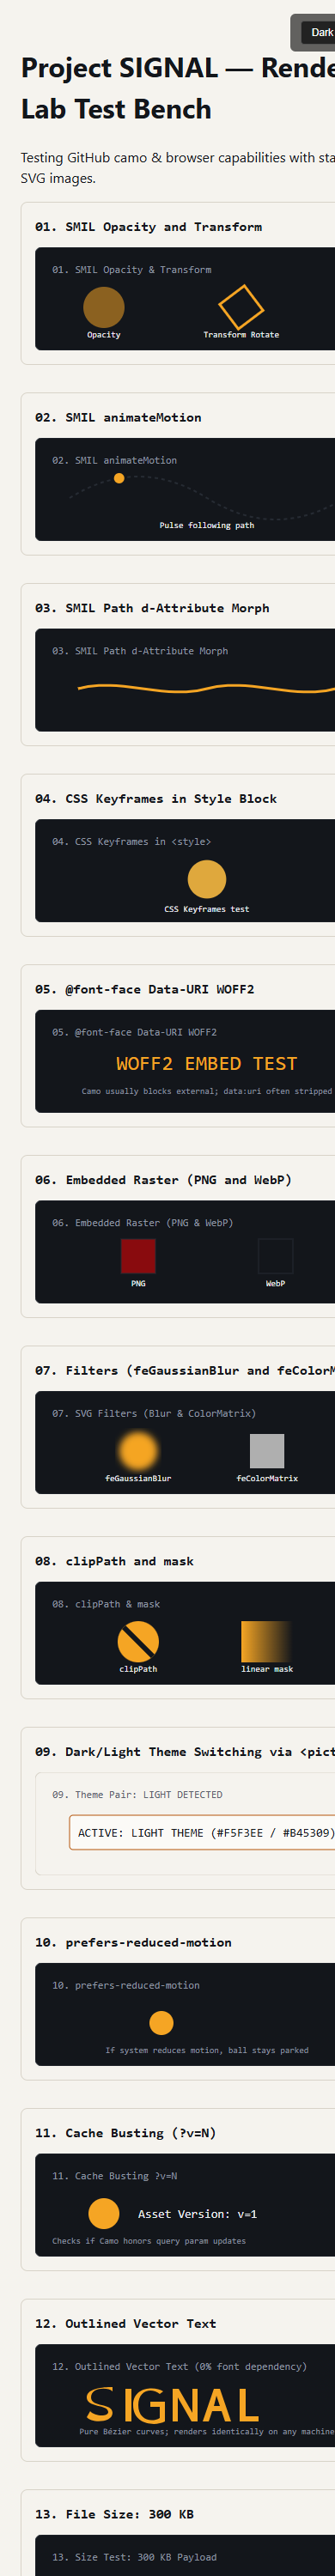 Dark
Project SIGNAL — Rende
Lab Test Bench
Testing GitHub camo & browser capabilities with sta
SVG images.
01. SMIL Opacity and Transform
01. SMIL Opacity & Transform
Opacity
Transform Rotate
02. SMIL animateMotion
02. SMIL animateMotion
Pulse following path
03. SMIL Path d-Attribute Morph
03. SMIL Path d-Attribute Morph
04. CSS Keyframes in Style Block
04. CSS Keyframes in <style>
CSS Keyframes test
05. @font-face Data-URI WOFF2
05. @font-face Data-URI WOFF2
WOFF2 EMBED TEST
Camo usually blocks external; data:uri often stripped
06. Embedded Raster (PNG and WebP)
06. Embedded Raster (PNG & WebP)
PNG
WebP
07. Filters (feGaussianBlur and feColorM
07. SVG Filters (Blur & ColorMatrix)
feGaussianBlur
feColorMatrix
08. clipPath and mask
08. clipPath & mask
clipPath
linear mask
09. Dark/Light Theme Switching via <pict
09. Theme Pair: LIGHT DETECTED
ACTIVE: LIGHT THEME (#F5F3EE / #B45309)
10. prefers-reduced-motion
10. prefers-reduced-motion
If system reduces motion, ball stays parked
11. Cache Busting (?v=N)
11. Cache Busting ?v=N
Asset Version: v=1
Checks if Camo honors query param updates
12. Outlined Vector Text
12. Outlined Vector Text (0% font dependency)
SIGNAL
Pure Bézier curves; renders identically on any machine
13. File Size: 300 KB
13. Size Test: 300 KB Payload